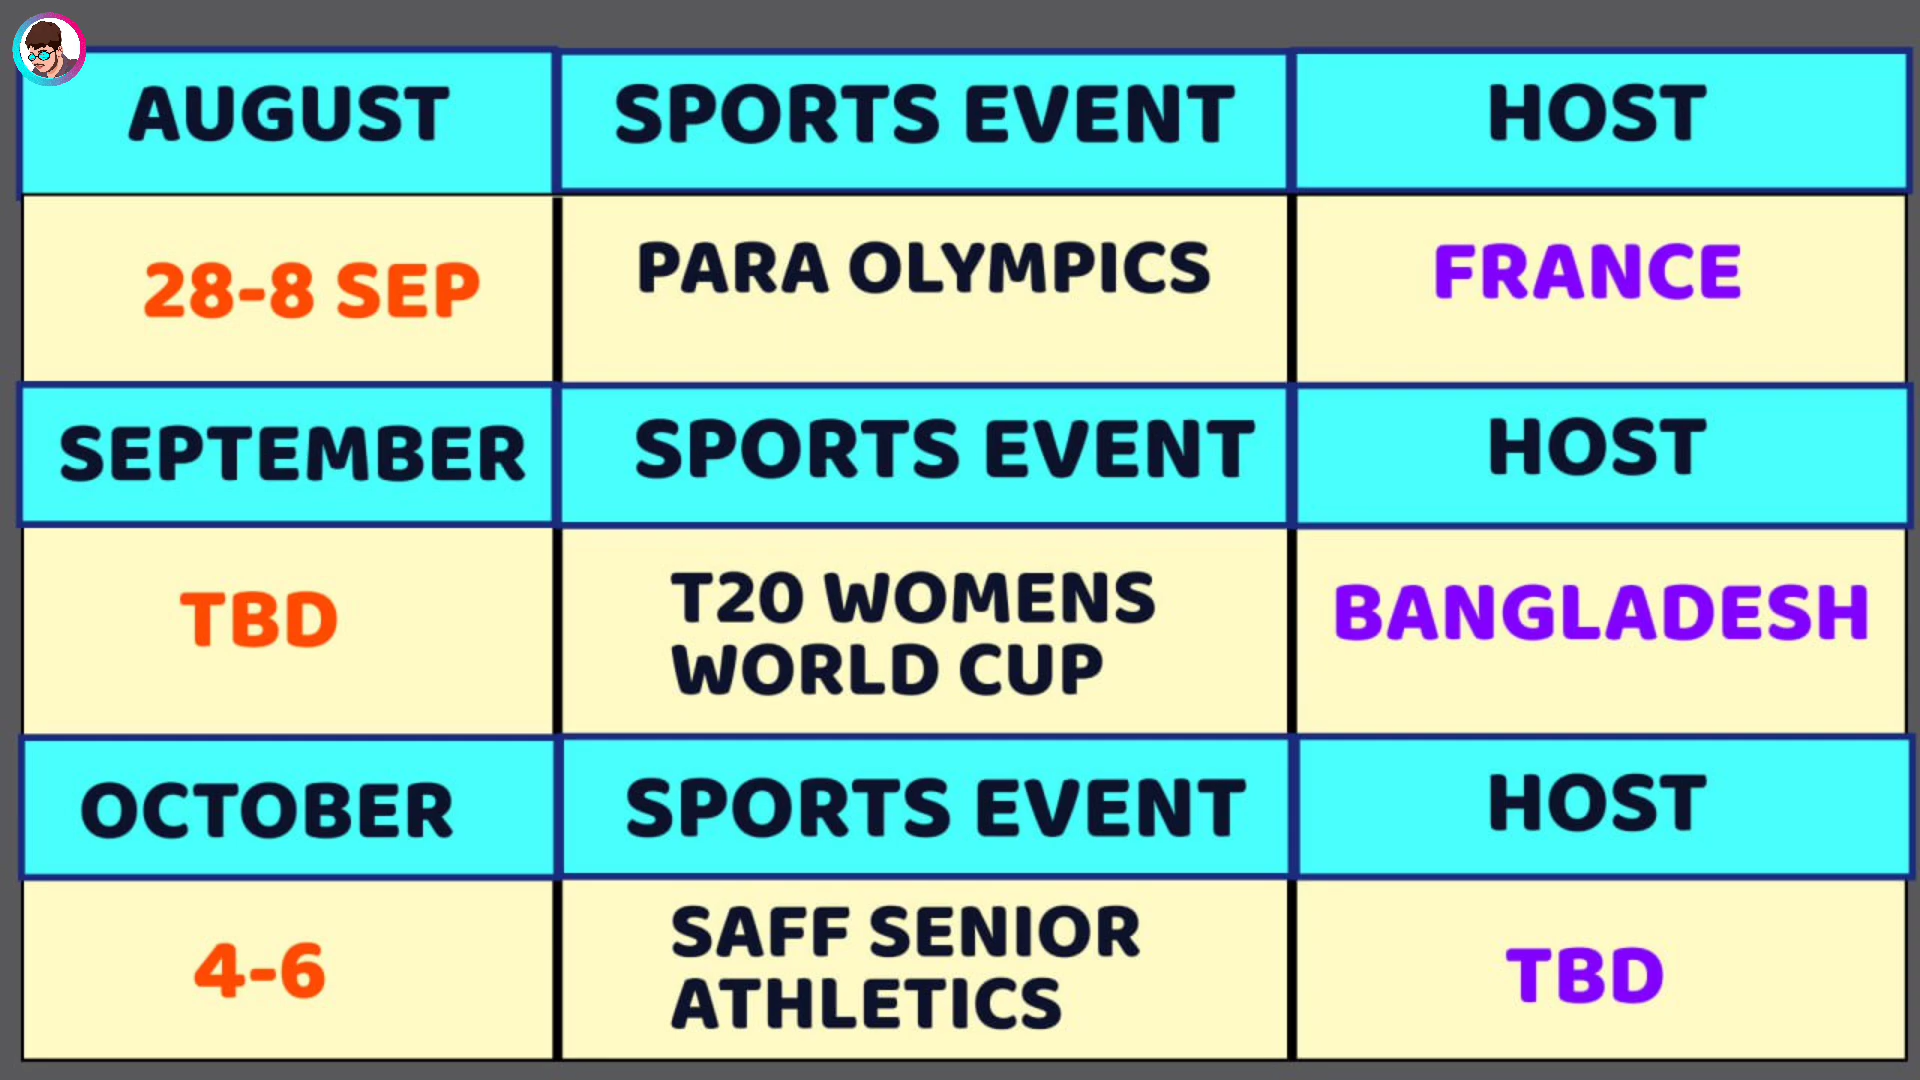 AUGUST SPORTS EVENT HOST
28-8 SEP PARA OLYMPICS FRANCE
SEPTEMBER SPORTS EVENT HOST
TBD T20 WOMENS WORLD CUP BANGLADESH
OCTOBER SPORTS EVENT HOST
4-6 SAFF SENIOR ATHLETICS TBD